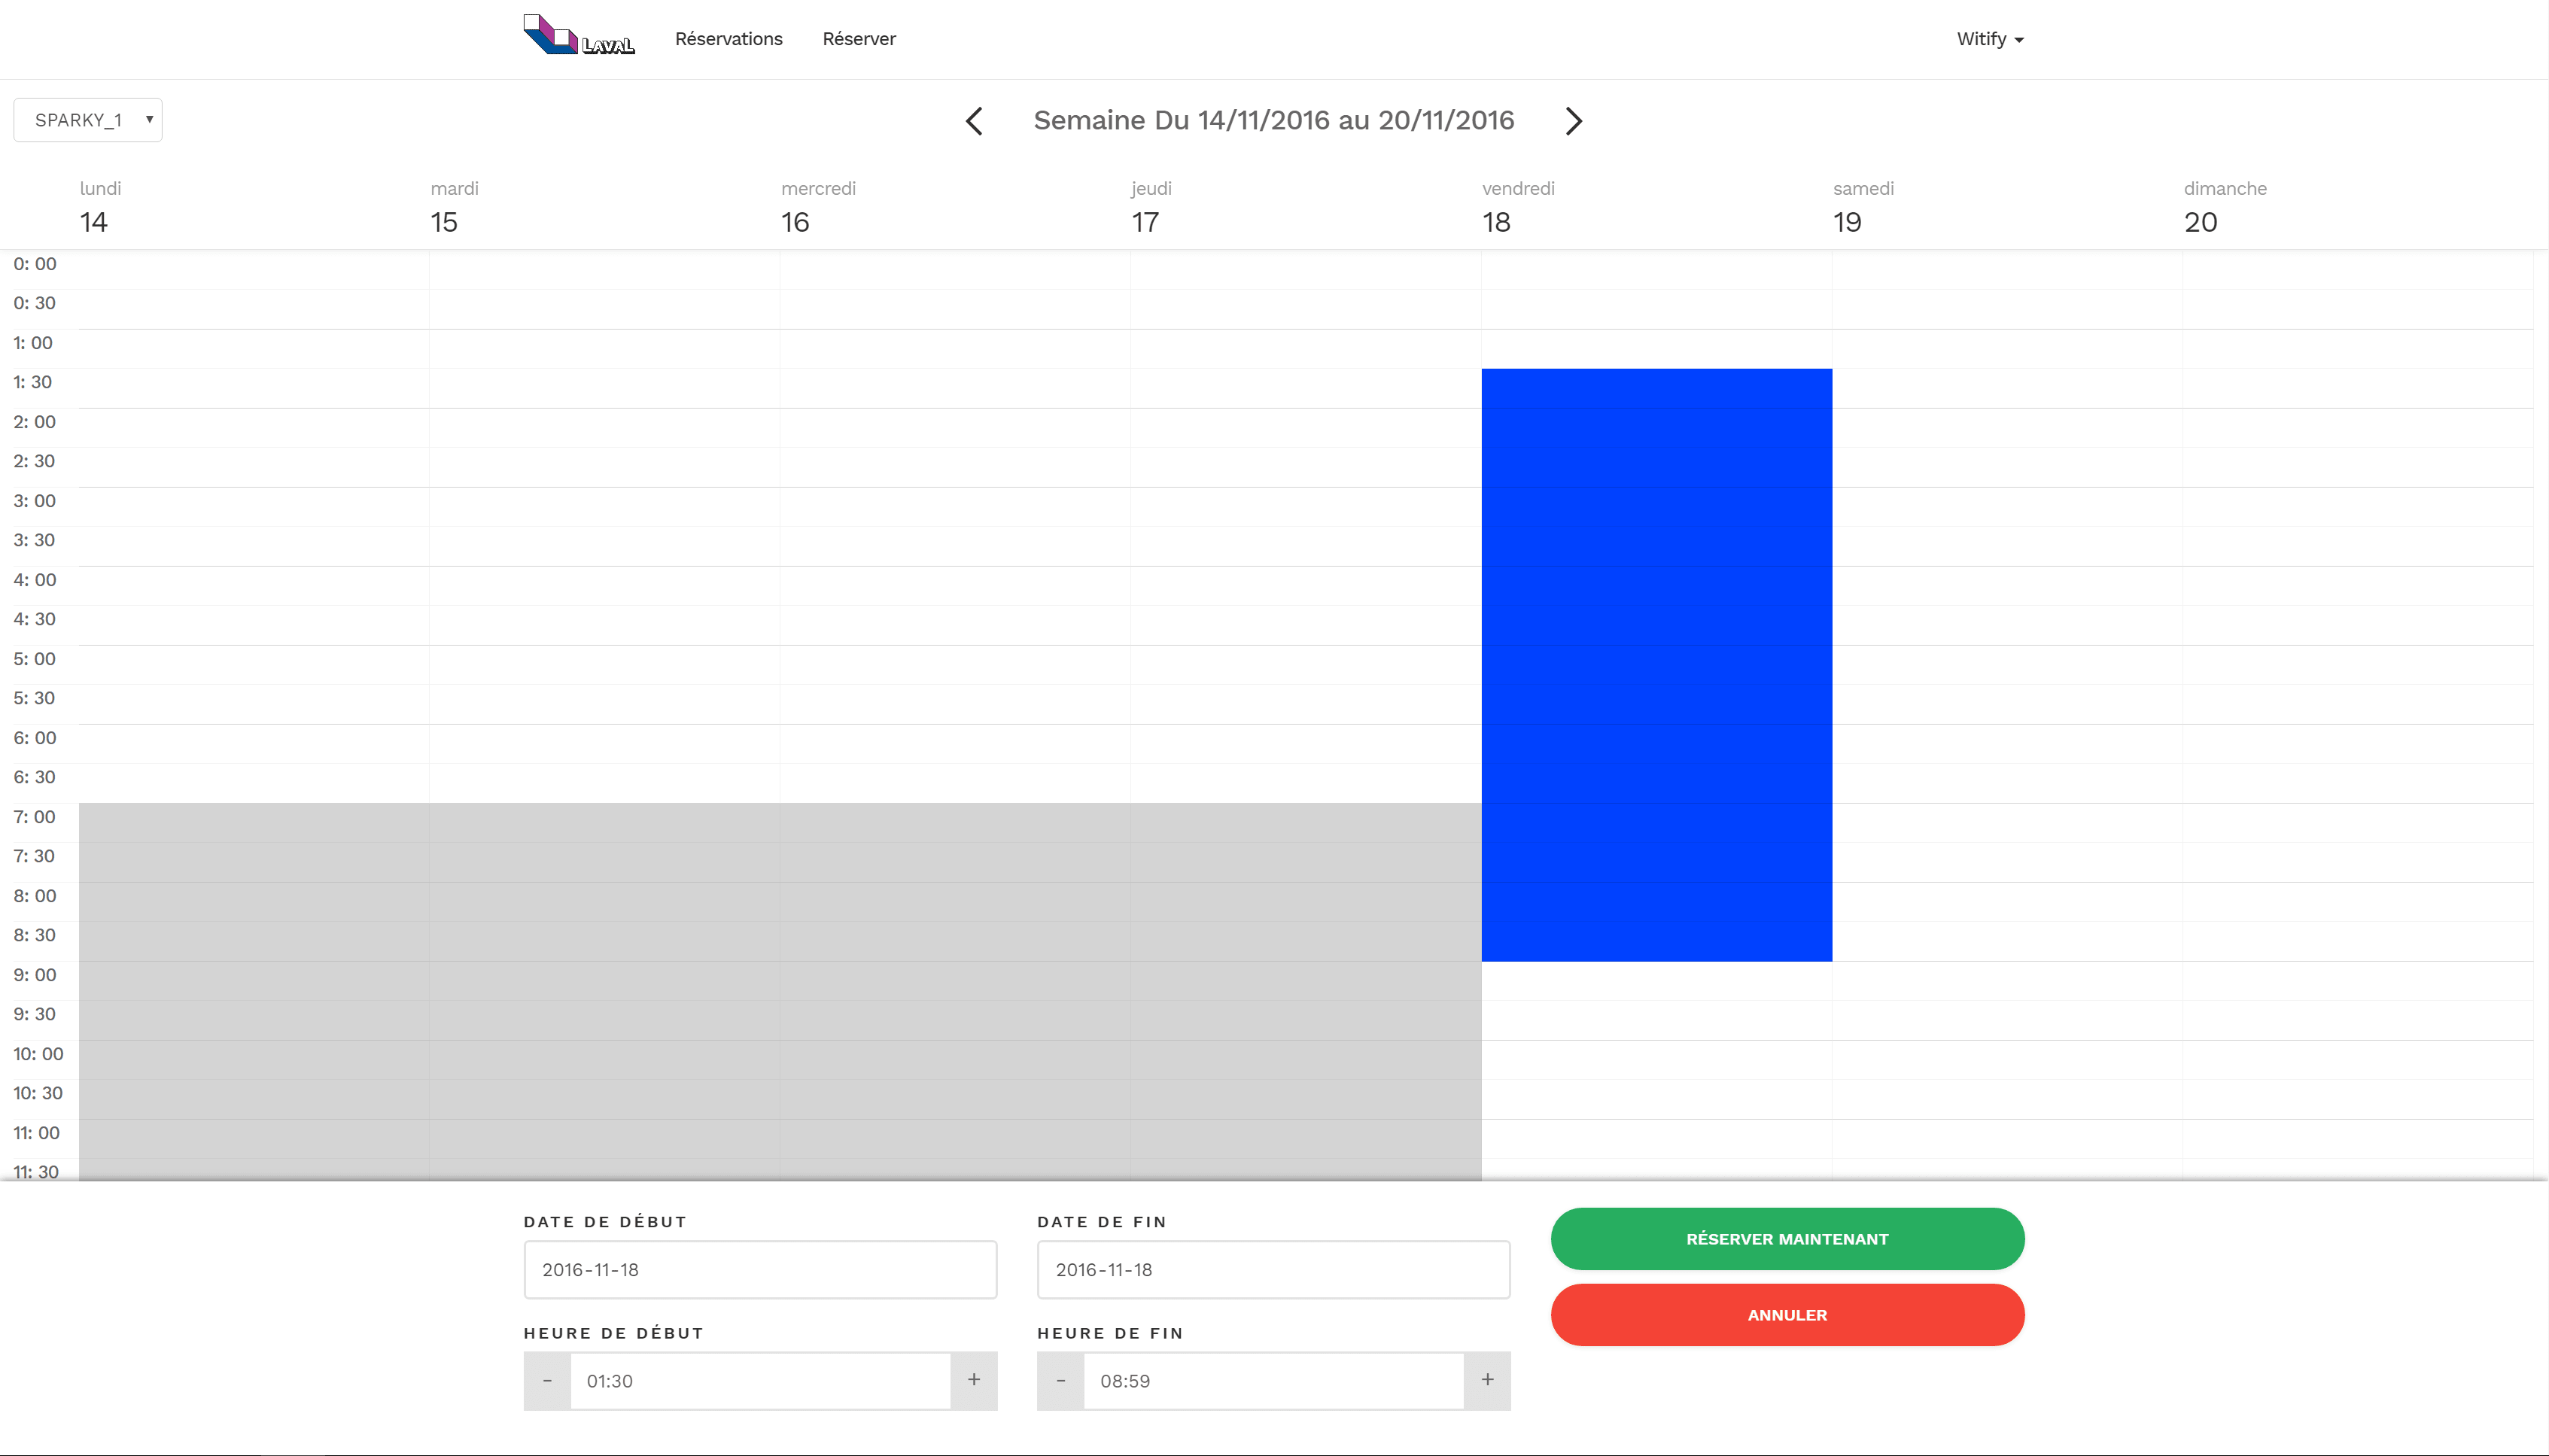 LAVAL Réservations Réserver Witify
SPARKY_1 Semaine Du 14/11/2016 au 20/11/2016
lundi mardi mercredi jeudi vendredi samedi dimanche
14 15 16 17 18 19 20
0: 00
0: 30
1: 00
1: 30
2: 00
2: 30
3: 00
3: 30
4: 00
4: 30
5: 00
5: 30
6: 00
6: 30
7: 00
7: 30
8: 00
8: 30
9: 00
9: 30
10: 00
10: 30
11: 00
11: 30
DATE DE DÉBUT DATE DE FIN
2016-11-18 2016-11-18
RÉSERVER MAINTENANT
ANNULER
HEURE DE DÉBUT HEURE DE FIN
- 01:30 + - 08:59 +